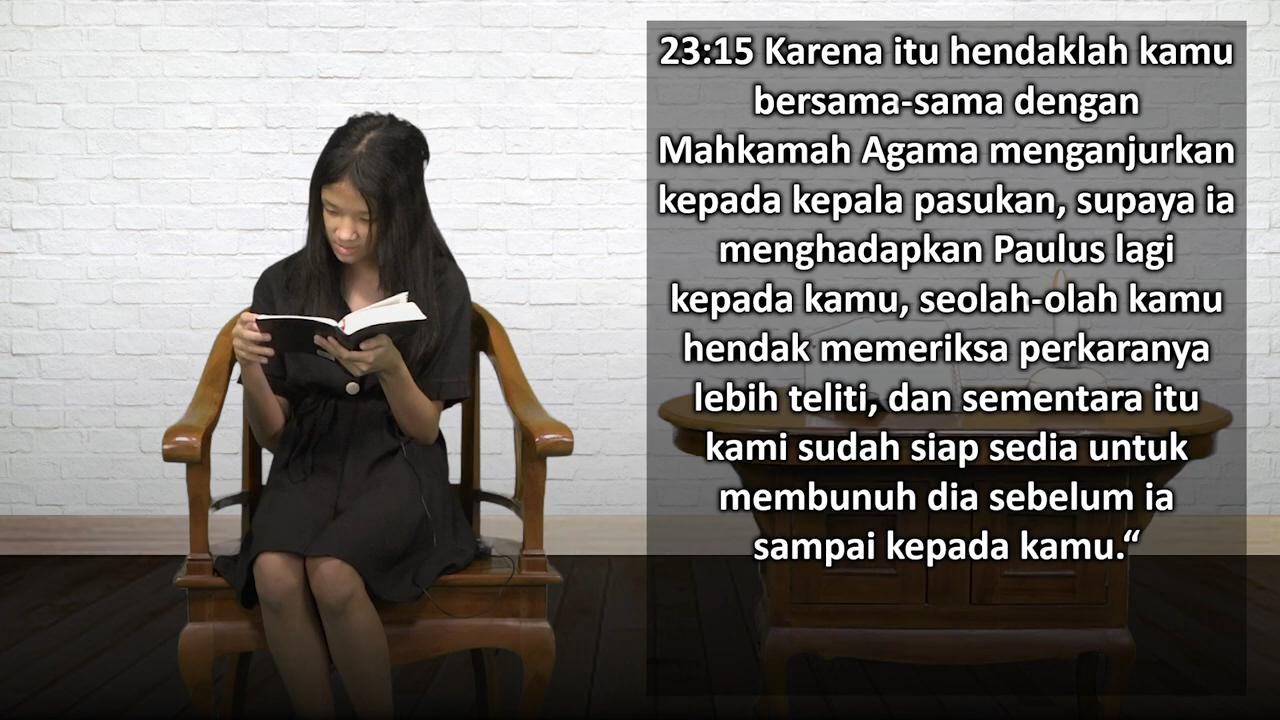 23:15 Karena itu hendaklah kamu
bersama-sama dengan
Mahkamah Agama menganjurkan
kepada kepala pasukan, supaya ia
menghadapkan Paulus lagi
kepada kamu, seolah-olah kamu
hendak memeriksa perkaranya
lebih teliti, dan sementara itu
kami sudah siap sedia untuk
membunuh dia sebelum ia
sampai kepada kamu.“